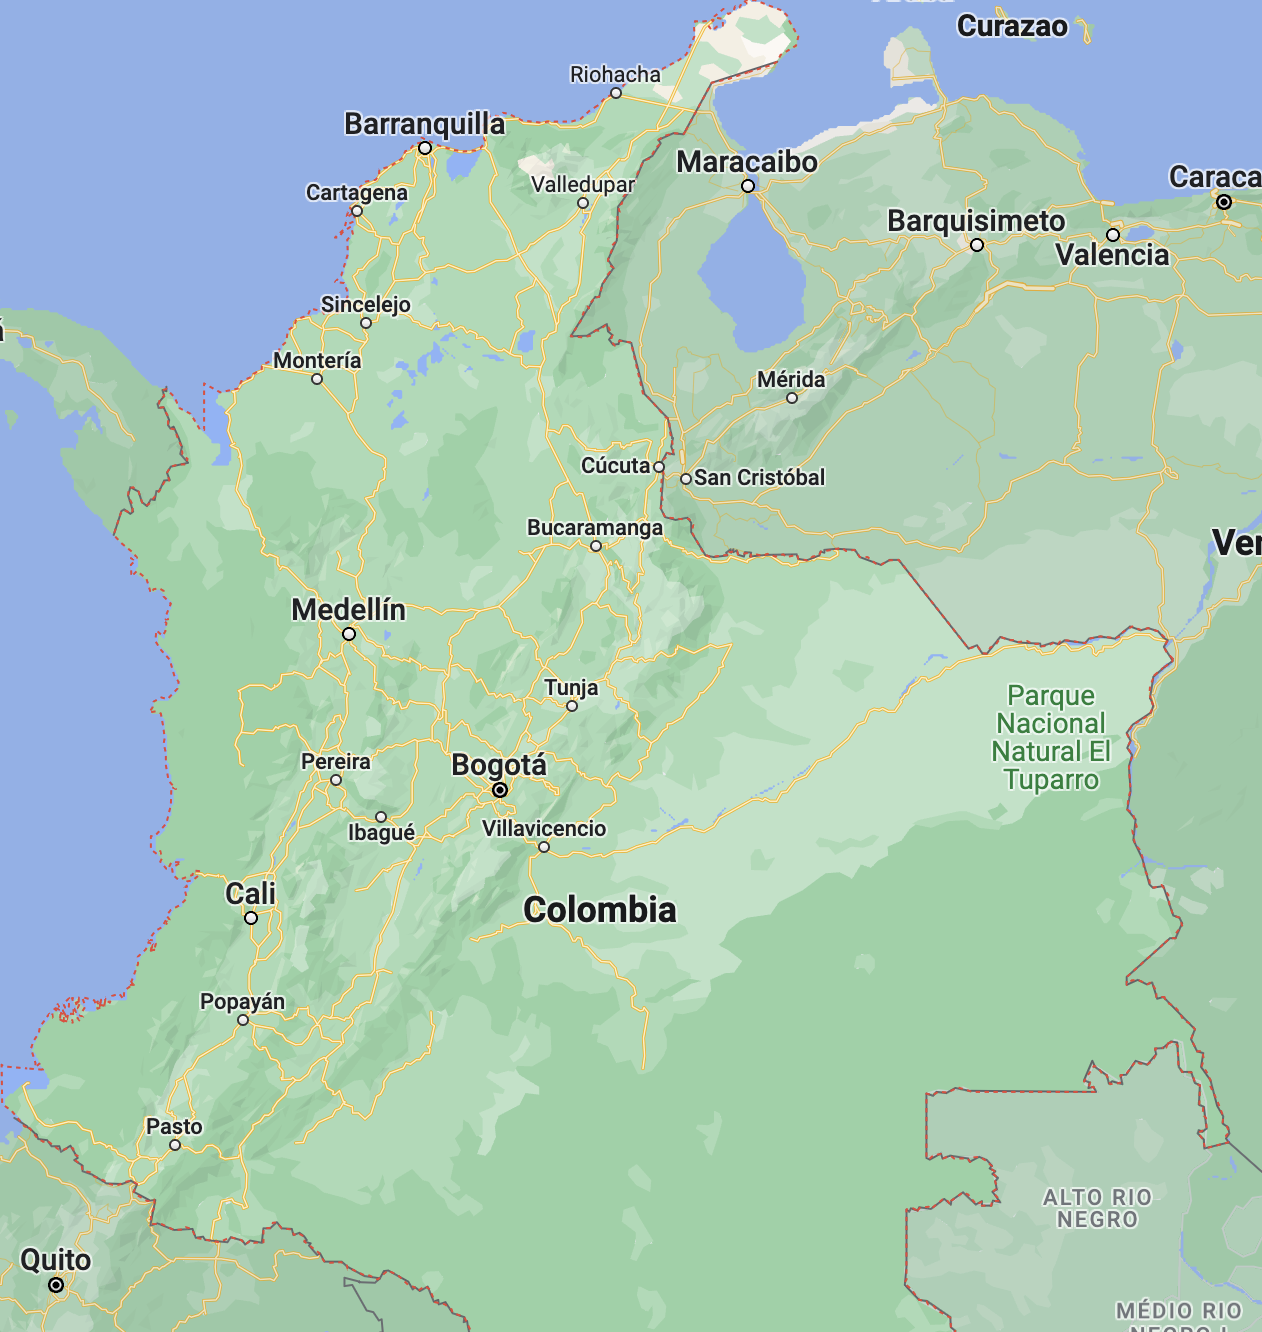 Curazao
Riohacha
Barranquilla
Maracaibo
Valledupar
Cartagena
Caraca
Barquisimeto
Valencia
Sincelejo
á
Montería
Mérida
Cúcuta
San Cristóbal
Bucaramanga
Ver
Medellín
Tunja
Parque
Nacional
Natural El
Tuparro
Pereira
Bogotá
Ibagué
Villavicencio
Cali
Colombia
Popayán
Pasto
ALTO RIO
NEGRO
Quito
MÉDIO RIO
NEGRO I